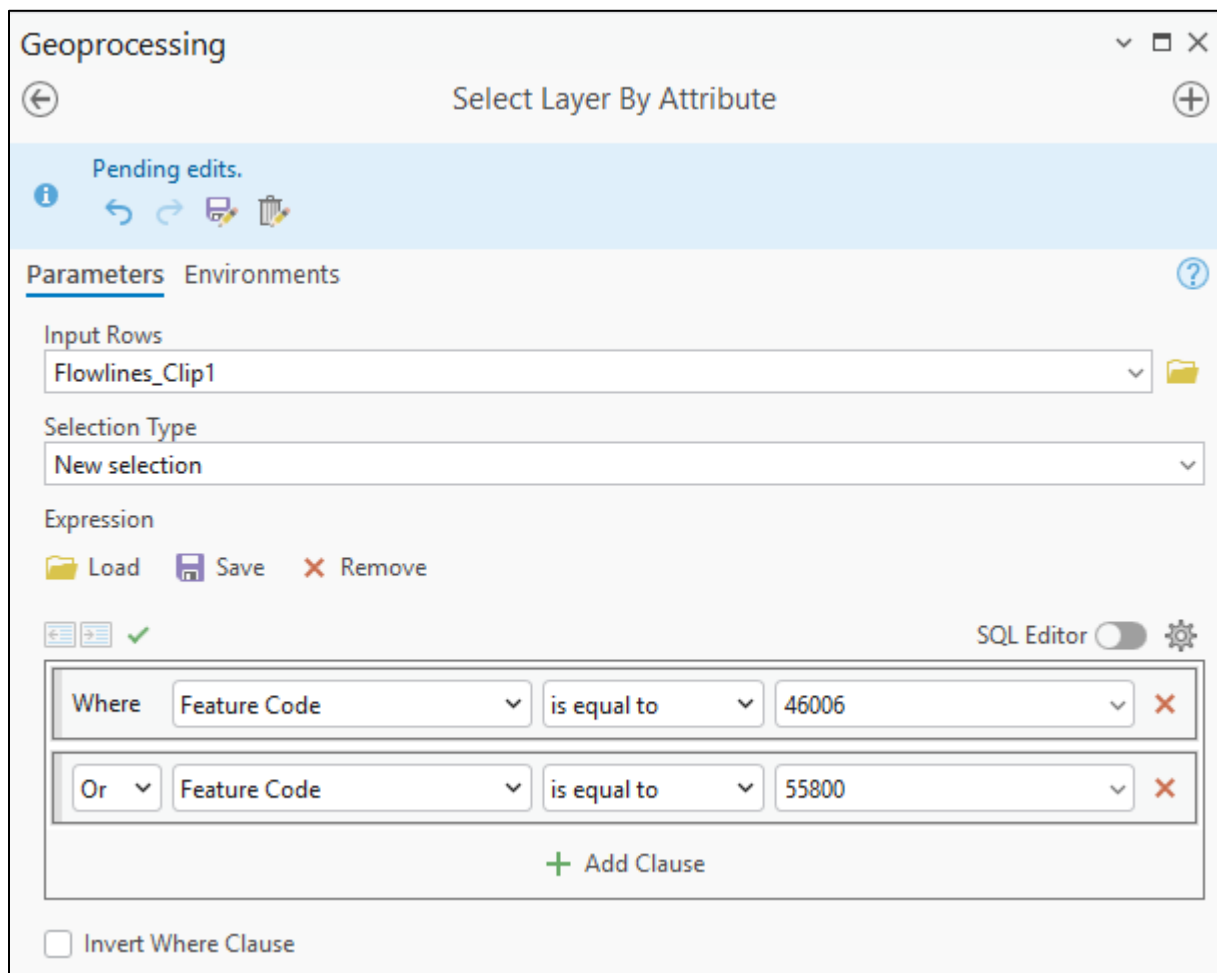 Geoprocessing
Select Layer By Attribute
Pending edits.
Parameters Environments
Input Rows
Flowlines_Clip1
Selection Type
New selection
Expression
Load Save Remove
SQL Editor
Where Feature Code is equal to 46006
Or Feature Code is equal to 55800
Add Clause
Invert Where Clause